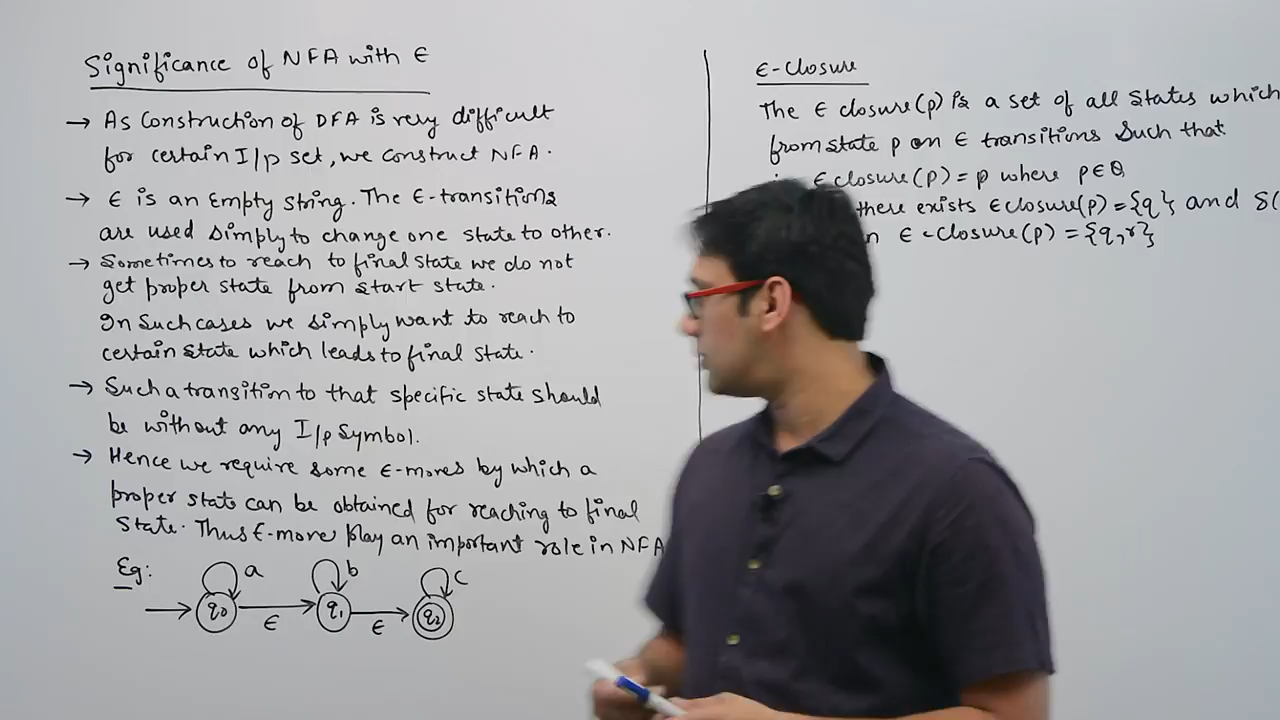 Significance of NFA with ϵ
→ As Construction of DFA is very difficult
for certain I/p set, we construct NFA.
→ ϵ is an Empty String. The ϵ-transitions
are used simply to change one state to other.
→ Sometimes to reach to final state we do not
get proper state from start state.
In Such cases we simply want to reach to
certain state which leads to final state.
→ Such a transition to that specific state should
be without any I/p Symbol.
→ Hence we require some ϵ-moves by which a
proper state can be obtained for reaching to final
State. Thus ϵ-move play an important role in NFA
Eg:
a b c
q0 q1 q2
ϵ ϵ
ϵ-closure
The ϵ closure(p) is a set of all states which
from state p on ϵ transitions Such that
ϵ closure(p) = p where p∈Q
there exists ϵ closure(p) = {q} and δ(
ϵ-closure(p) = {q,r}